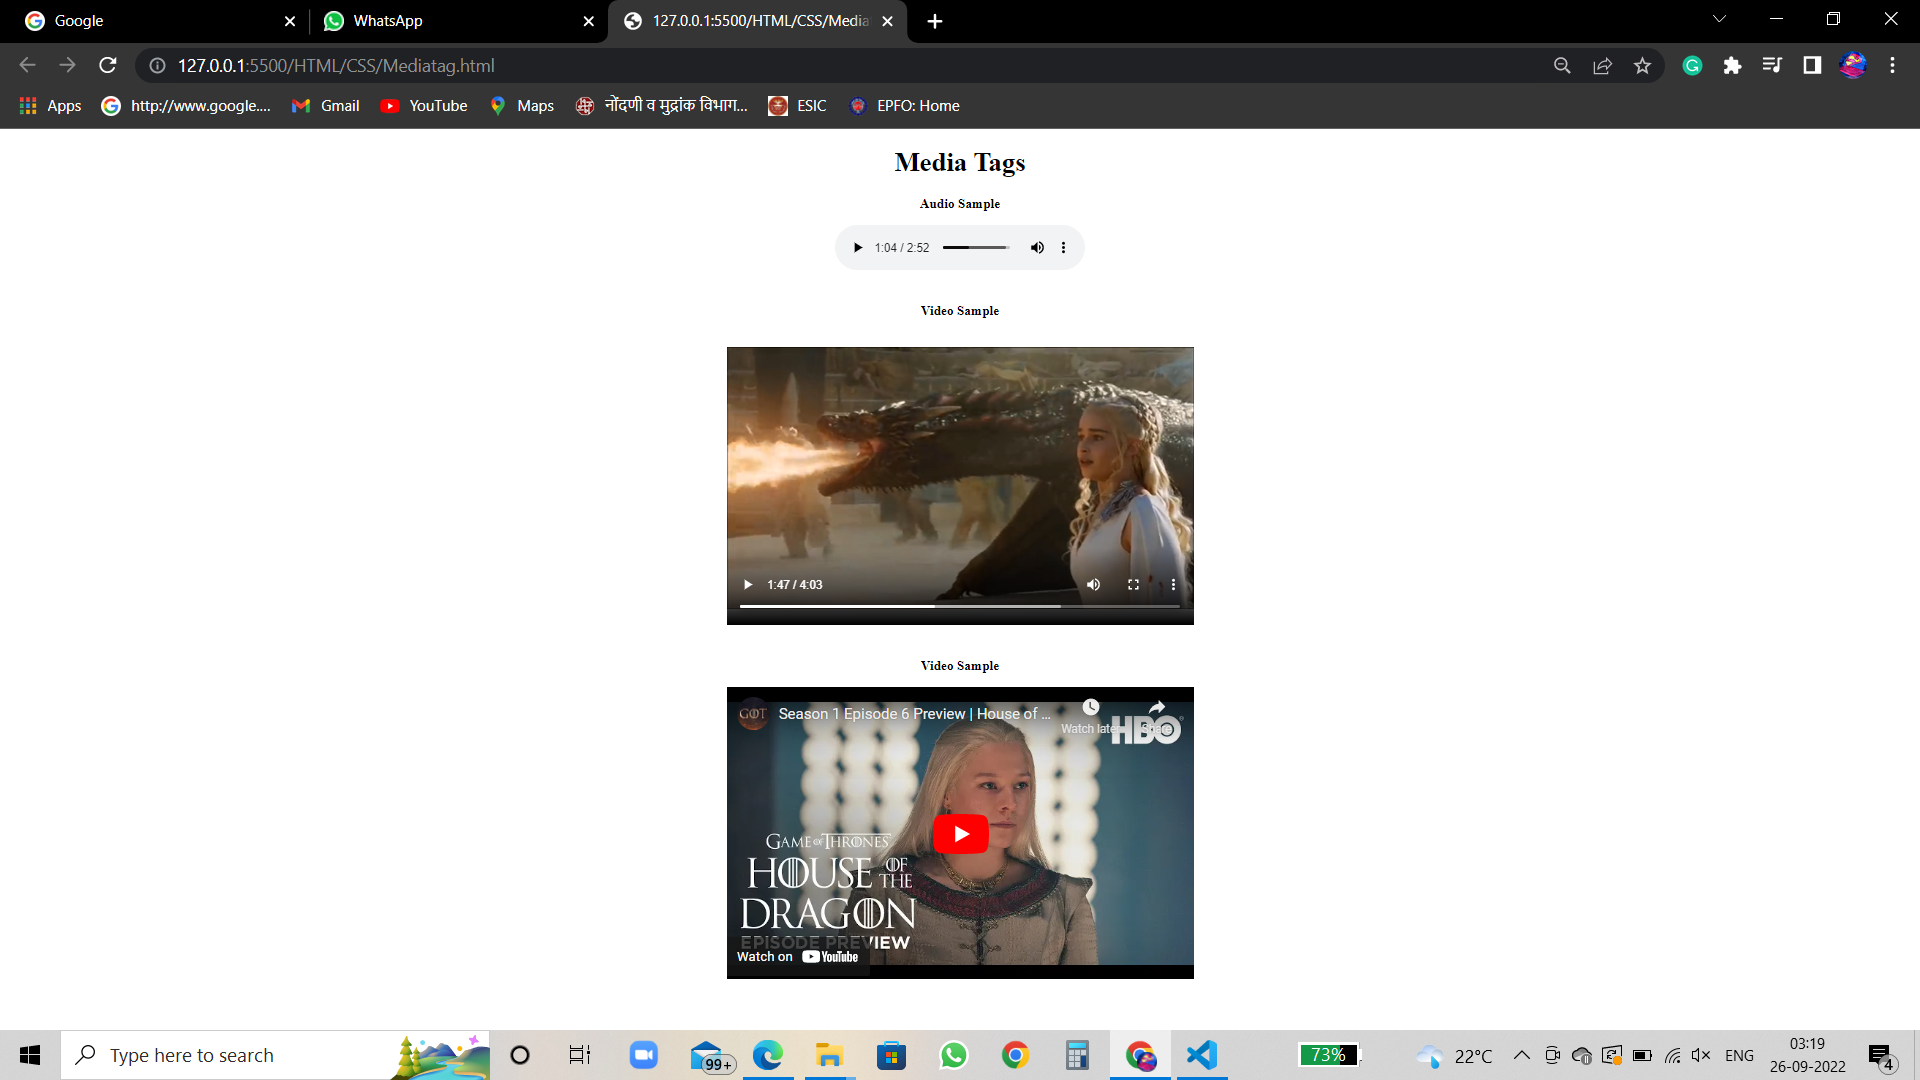 Google
WhatsApp
127.0.0.1:5500/HTML/CSS/Media
127.0.0.1:5500/HTML/CSS/Mediatag.html
Apps
http://www.google....
Gmail
YouTube
Maps
नोंदणी व मुद्रांक विभाग...
ESIC
EPFO: Home
Media Tags
Audio Sample
1:04 / 2:52
Video Sample
1:47 / 4:03
Video Sample
GOT
Season 1 Episode 6 Preview | House of ...
Watch later
Share
HBO
GAME OF THRONES
HOUSE OF THE
DRAGON
EPISODE PREVIEW
Watch on YouTube
Type here to search
99+
73%
22°C
ENG
03:19
26-09-2022
4